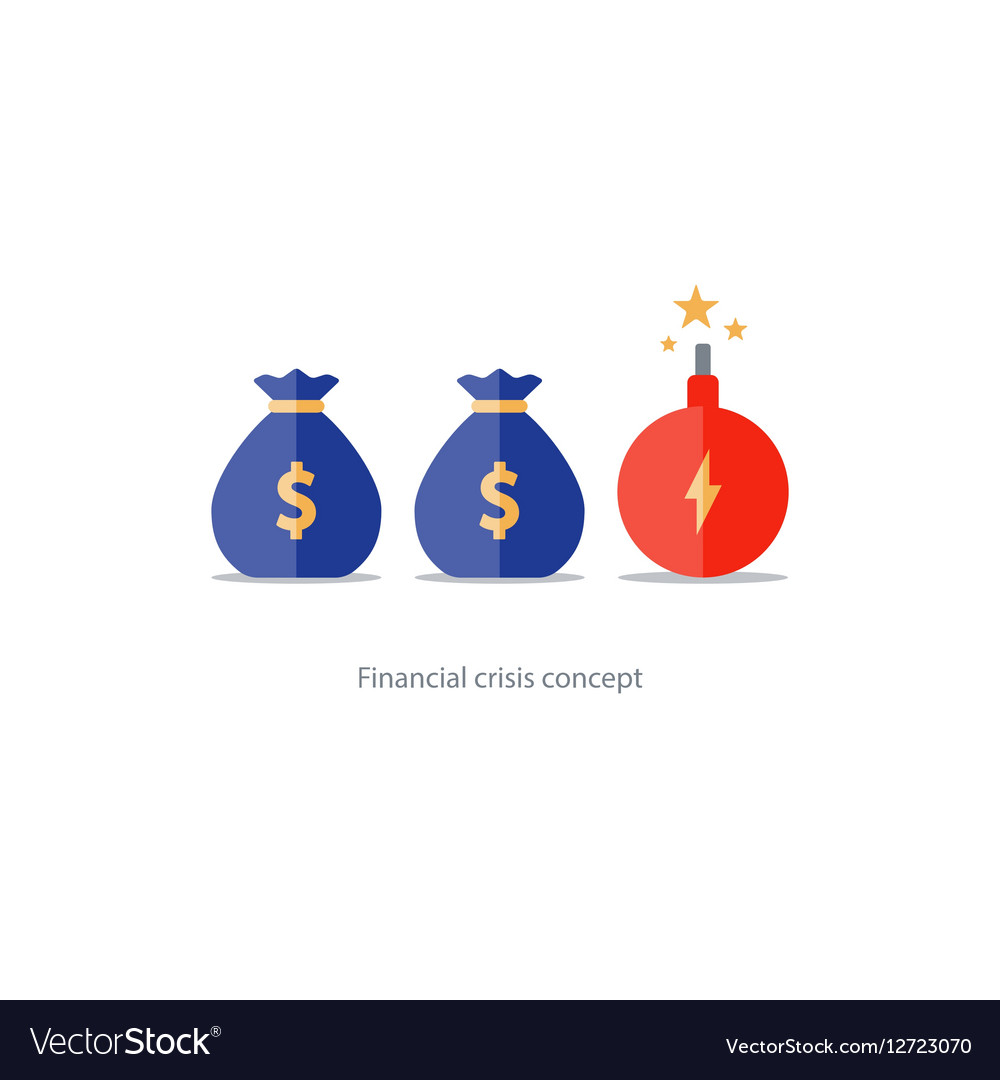 $ $
Financial crisis concept
VectorStock® VectorStock.com/12723070